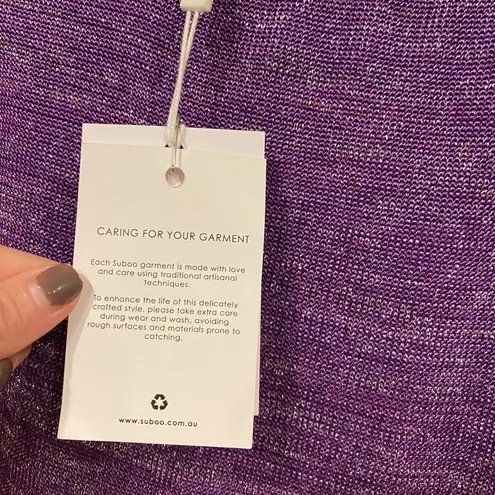 CARING FOR YOUR GARMENT
Each Suboo garment is made with love
and care using traditional artisanal
techniques.
To enhance the life of this delicately
crafted style, please take extra care
during wear and wash, avoiding
rough surfaces and materials prone to
catching.
www.suboo.com.au